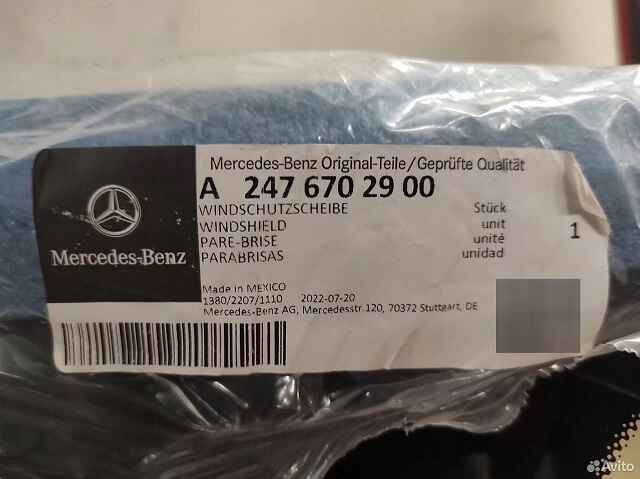 Mercedes-Benz Original-Teile/Geprüfte Qualität
A 247 670 29 00
WINDSCHUTZSCHEIBE Stück
WINDSHIELD unit
PARE-BRISE unité
PARABRISAS unidad
1
Mercedes-Benz
Made in MEXICO
1380/2207/1110 2022-07-20
Mercedes-Benz AG, Mercedesstr.120, 70372 Stuttgart, DE
Avito